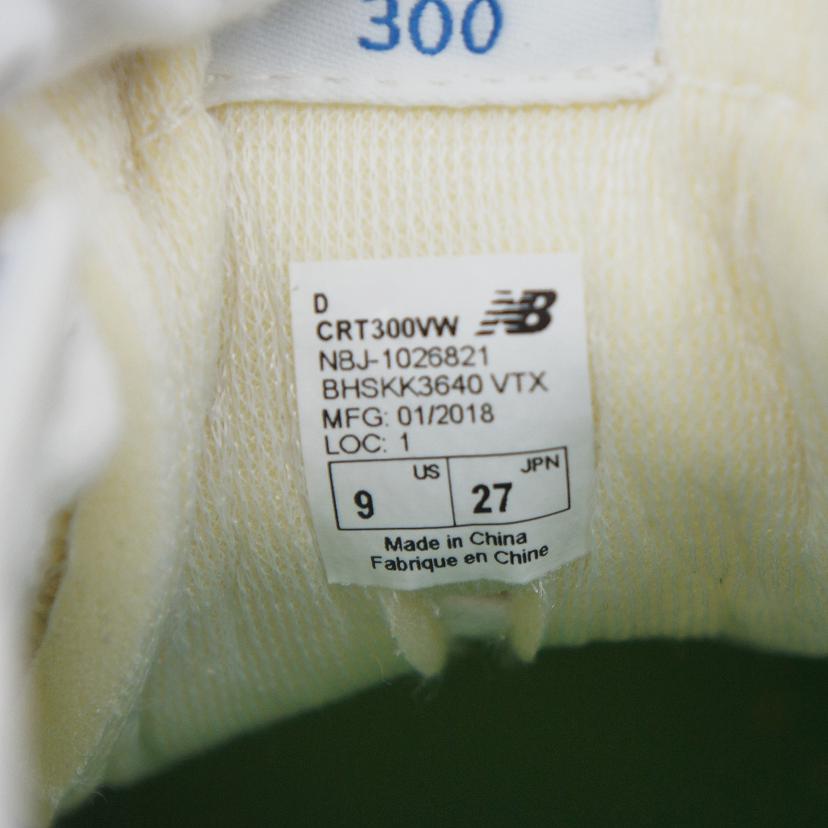 300
D
CRT300VW NB
NBJ-1026821
BHSKK3640 VTX
MFG: 01/2018
LOC: 1
US JPN
9 27
Made in China
Fabrique en Chine